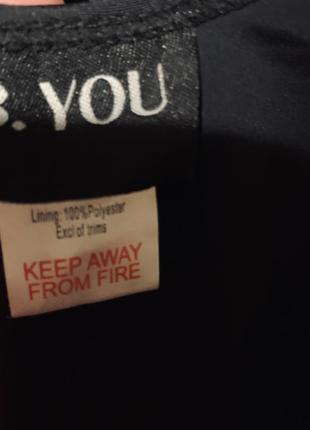 B. YOU
Lining: 100% Polyester
Excl of trims
KEEP AWAY
FROM FIRE